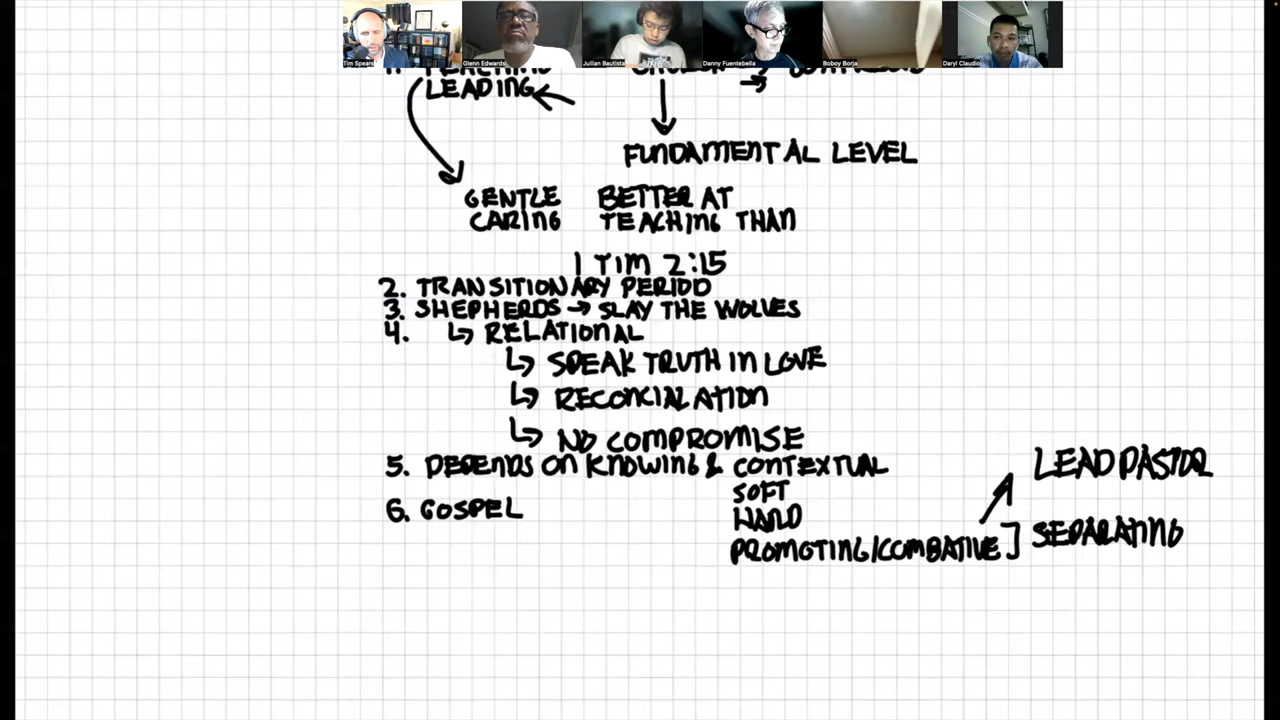 Tim Spears
Glenn Edwards
Jullian Bautista
Danny Fuentebella
Boboy Borja
Daryl Claudio
LEADING
FUNDAMENTAL LEVEL
GENTLE BETTER AT
CARING TEACHING THAN
1 TIM 2:15
2. TRANSITIONARY PERIOD
3. SHEPHERDS → SLAY THE WOLVES
4. ↳ RELATIONAL
↳ SPEAK TRUTH IN LOVE
↳ RECONCIALATION
↳ NO COMPROMISE
5. DEPENDS ON KNOWING & CONTEXTUAL
LEAD PASTOR
SOFT
6. GOSPEL
HARD
PROMOTING/COMBATIVE ] SEPARATING